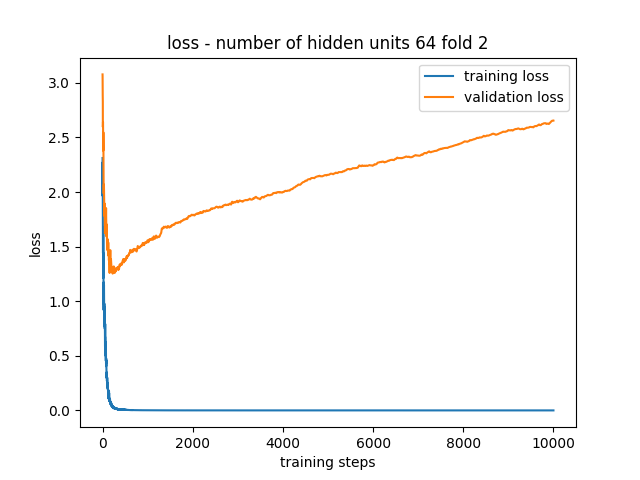 loss - number of hidden units 64 fold 2
training loss
validation loss
3.0
2.5
2.0
1.5
1.0
0.5
0.0
loss
0
2000
4000
6000
8000
10000
training steps